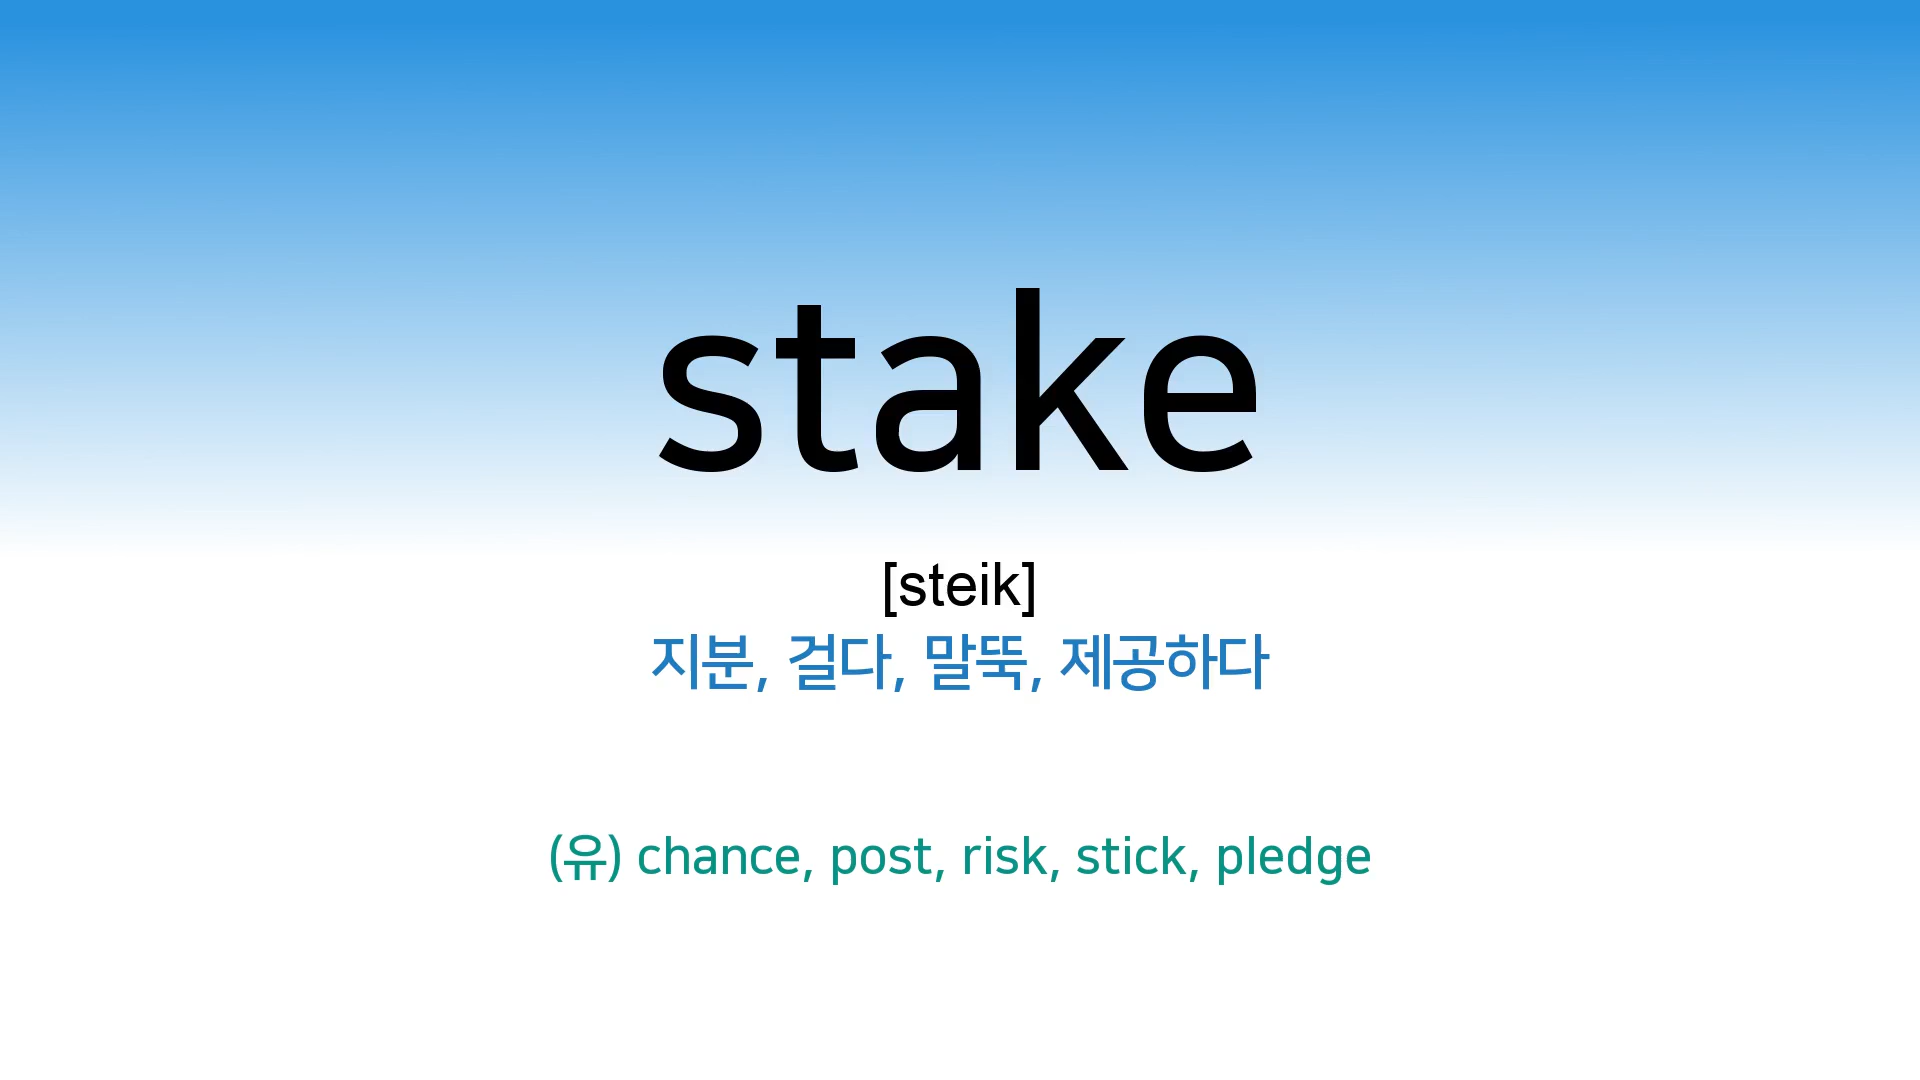 stake
[steik]
지분, 걸다, 말뚝, 제공하다
(유) chance, post, risk, stick, pledge